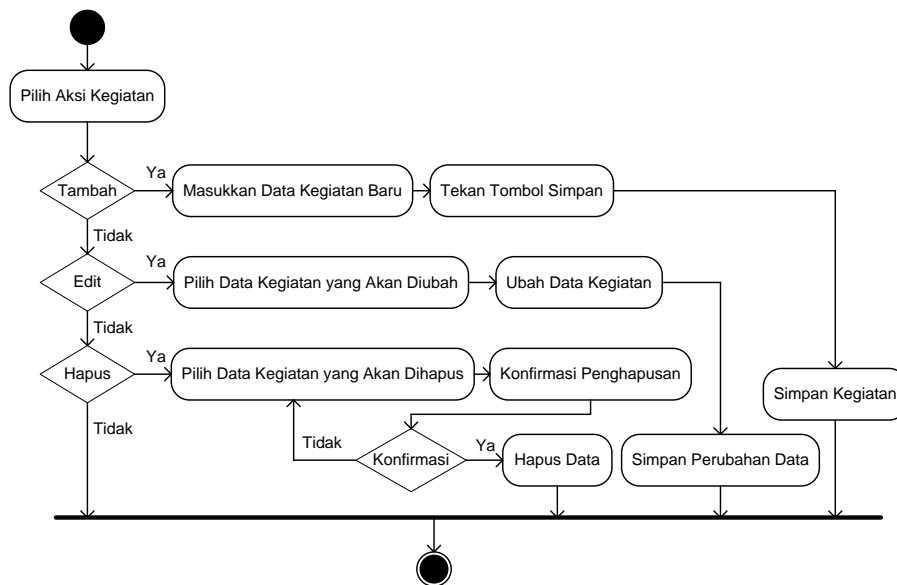 Pilih Aksi Kegiatan
Tambah
Ya
Masukkan Data Kegiatan Baru
Tekan Tombol Simpan
Tidak
Edit
Ya
Pilih Data Kegiatan yang Akan Diubah
Ubah Data Kegiatan
Tidak
Hapus
Ya
Pilih Data Kegiatan yang Akan Dihapus
Konfirmasi Penghapusan
Simpan Kegiatan
Tidak
Tidak
Konfirmasi
Ya
Hapus Data
Simpan Perubahan Data